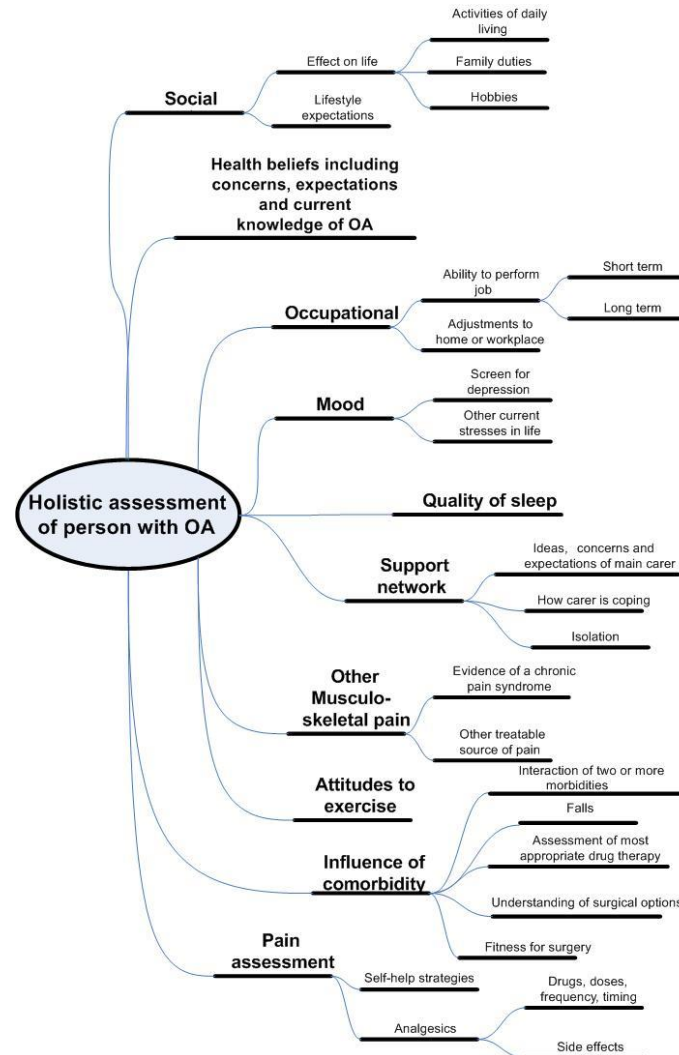 Activities of daily
living
Effect on life
Family duties
Social
Hobbies
Lifestyle
expectations
Health beliefs including
concerns, expectations
and current
knowledge of OA
Short term
Ability to perform
job
Long term
Occupational
Adjustments to
home or workplace
Screen for
depression
Mood
Other current
stresses in life
Holistic assessment
of person with OA
Quality of sleep
Ideas, concerns and
expectations of main carer
Support
network
How carer is coping
Isolation
Other
Musculo-
skeletal pain
Evidence of a chronic
pain syndrome
Other treatable
source of pain
Attitudes to
exercise
Interaction of two or more
morbidities
Falls
Assessment of most
appropriate drug therapy
Influence of
comorbidity
Understanding of surgical options
Fitness for surgery
Pain
assessment
Self-help strategies
Drugs, doses,
frequency, timing
Analgesics
Side effects